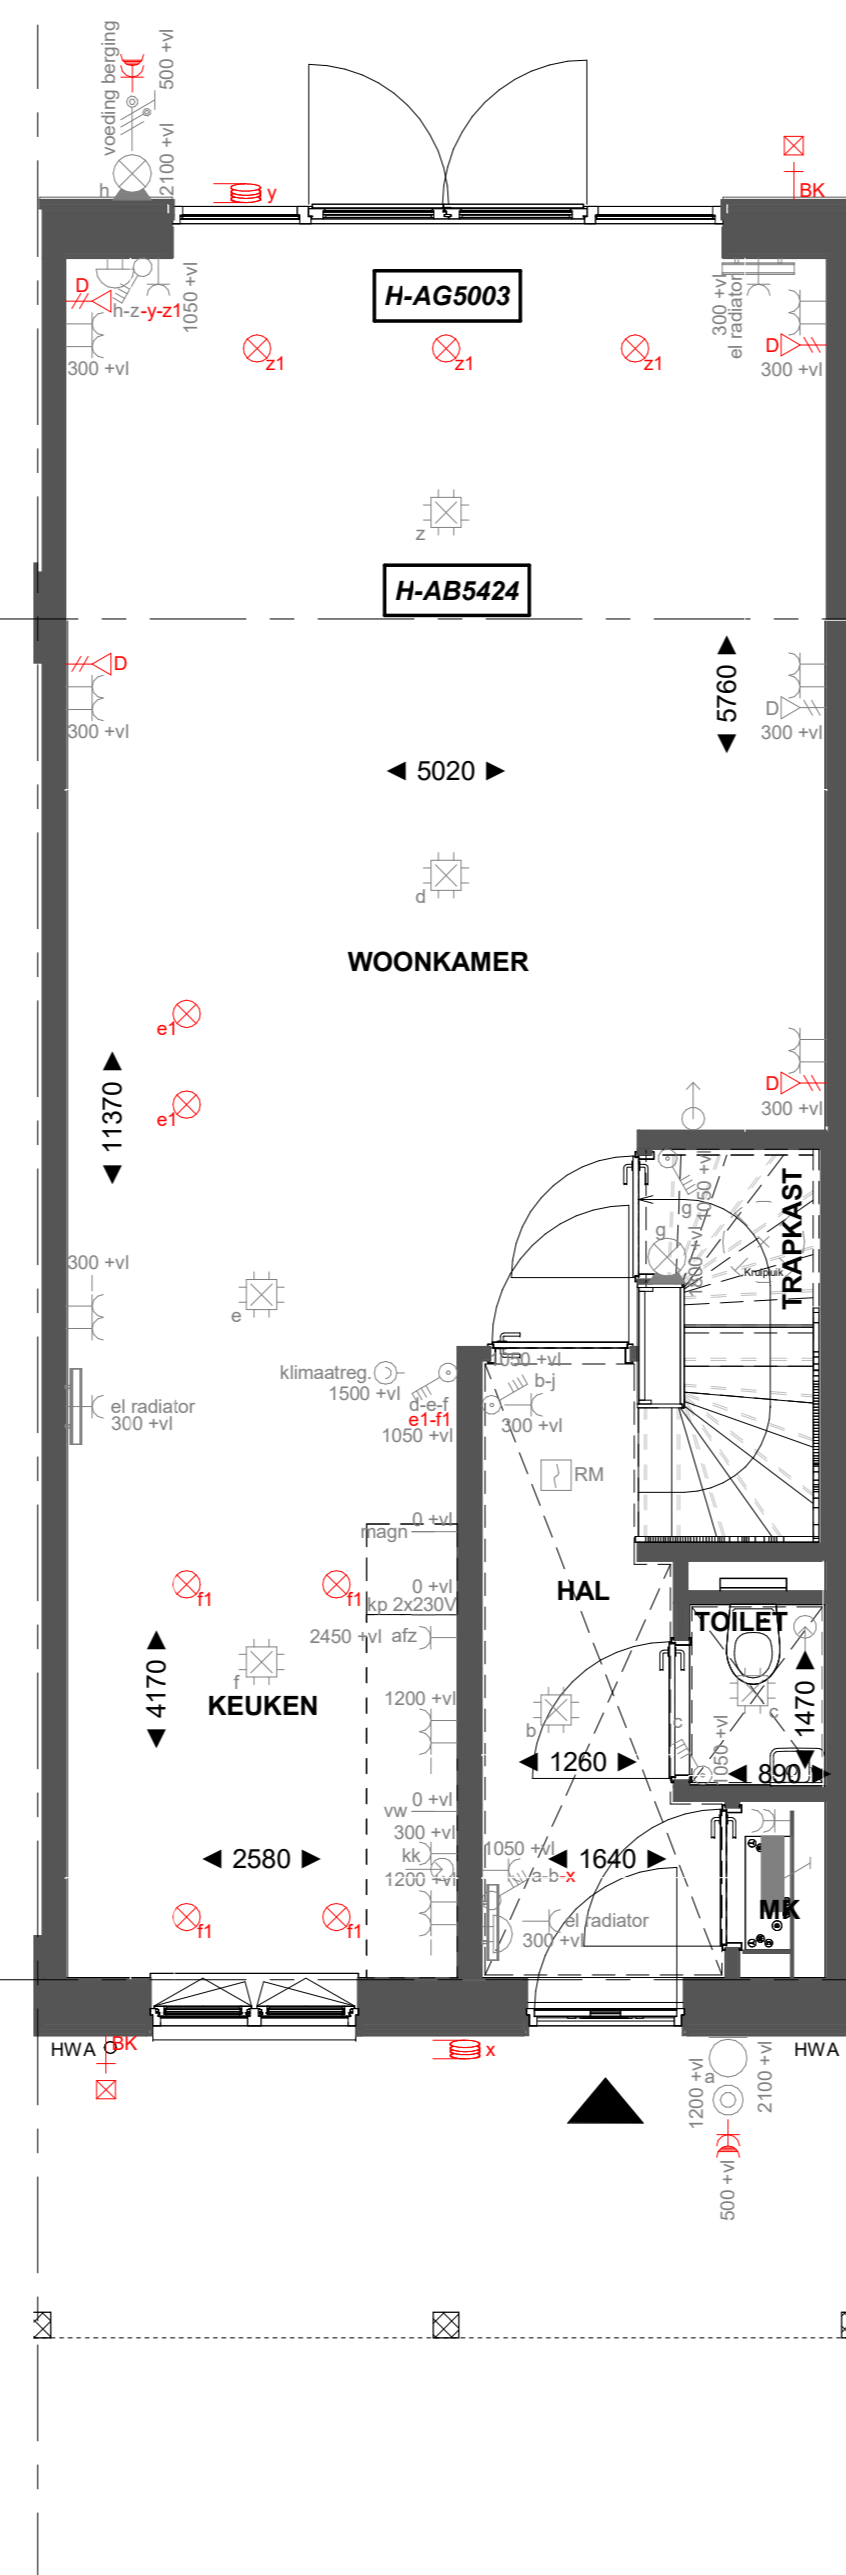 voeding berging
500 +vl
2100 +vl
h
y
BK
D
h-z-y-z1
1050 +vl
300 +vl
H-AG5003
300 +vl
el radiator
D
300 +vl
z1
z1
z1
z
H-AB5424
D
300 +vl
5760
D
300 +vl
5020
d
WOONKAMER
e1
e1
11370
D
300 +vl
1050 +vl
g
g
1800 +vl
Kruipluik
TRAPKAST
300 +vl
e
klimaatreg.
1500 +vl
d-e-f
e1-f1
1050 +vl
1050 +vl
b-j
300 +vl
el radiator
300 +vl
RM
0 +vl
magn
0 +vl
kp 2x230V
HAL
f1
f1
2450 +vl afz
TOILET
f
KEUKEN
4170
1200 +vl
b
c
c
1470
1050 +vl
1260
890
0 +vl
vw
300 +vl
kk
1200 +vl
2580
1050 +vl
1640
a-b-x
MK
el radiator
300 +vl
f1
f1
HWA
BK
x
a
1200 +vl
2100 +vl
HWA
500 +vl